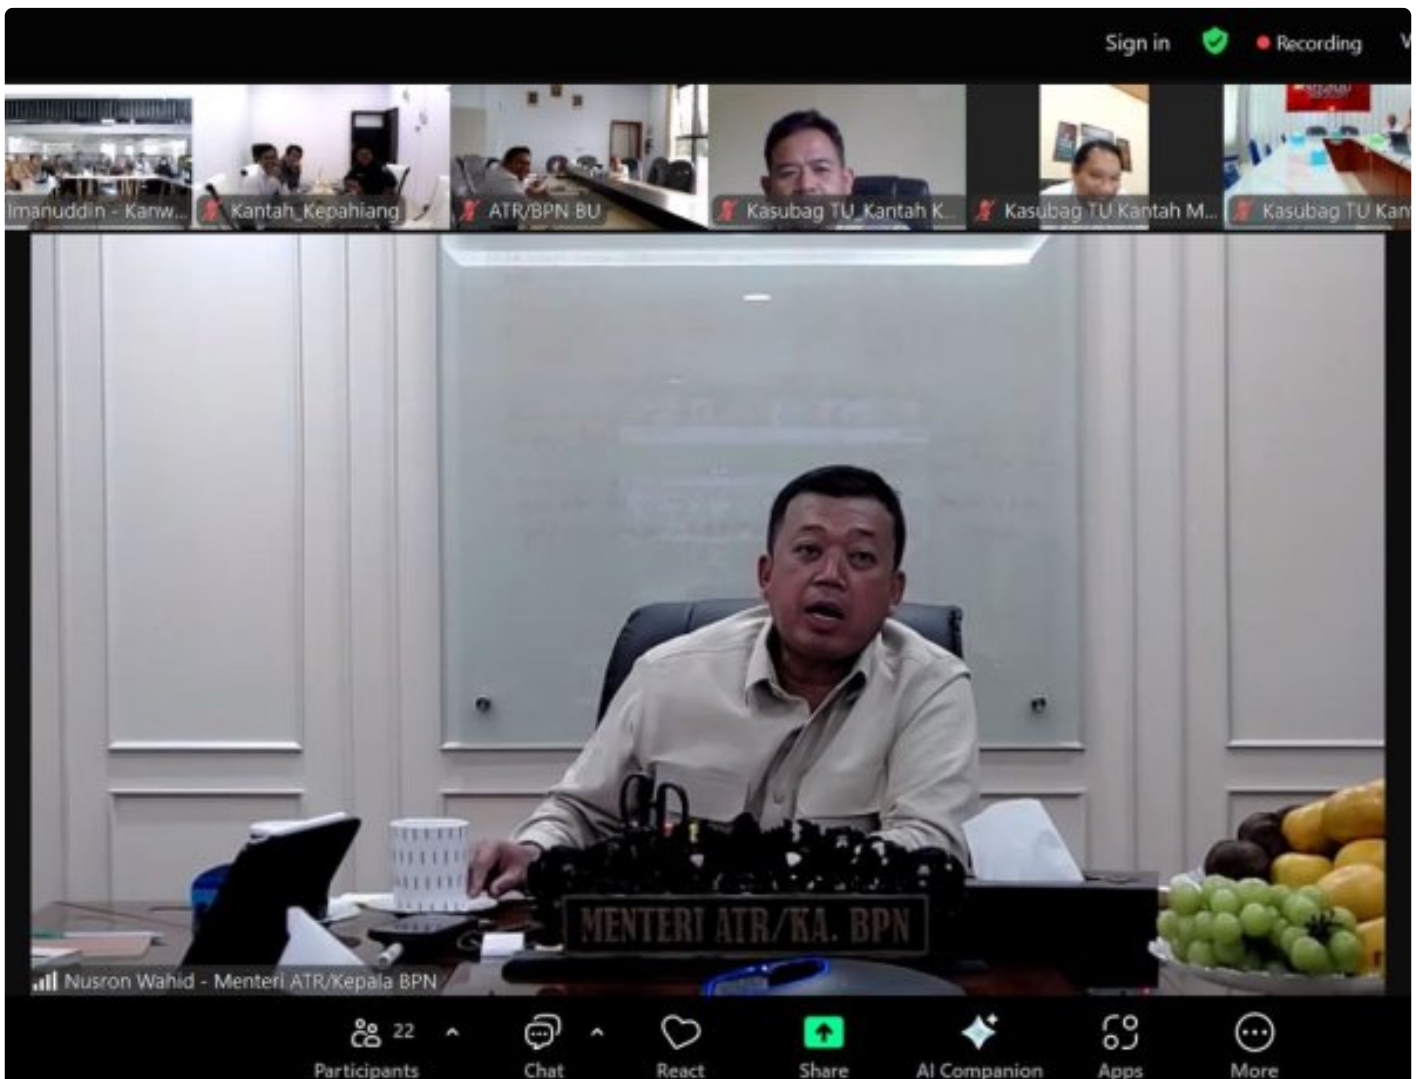 Sign in
Recording
Imanuddin - Kanw...
Kantah_Kepahiang
ATR/BPN BU
Kasubag TU_Kantah K...
Kasubag TU Kantah M...
Kasubag TU Kan
MENTERI ATR/KA. BPN
Nusron Wahid - Menteri ATR/Kepala BPN
22
Participants
Chat
React
Share
AI Companion
Apps
More